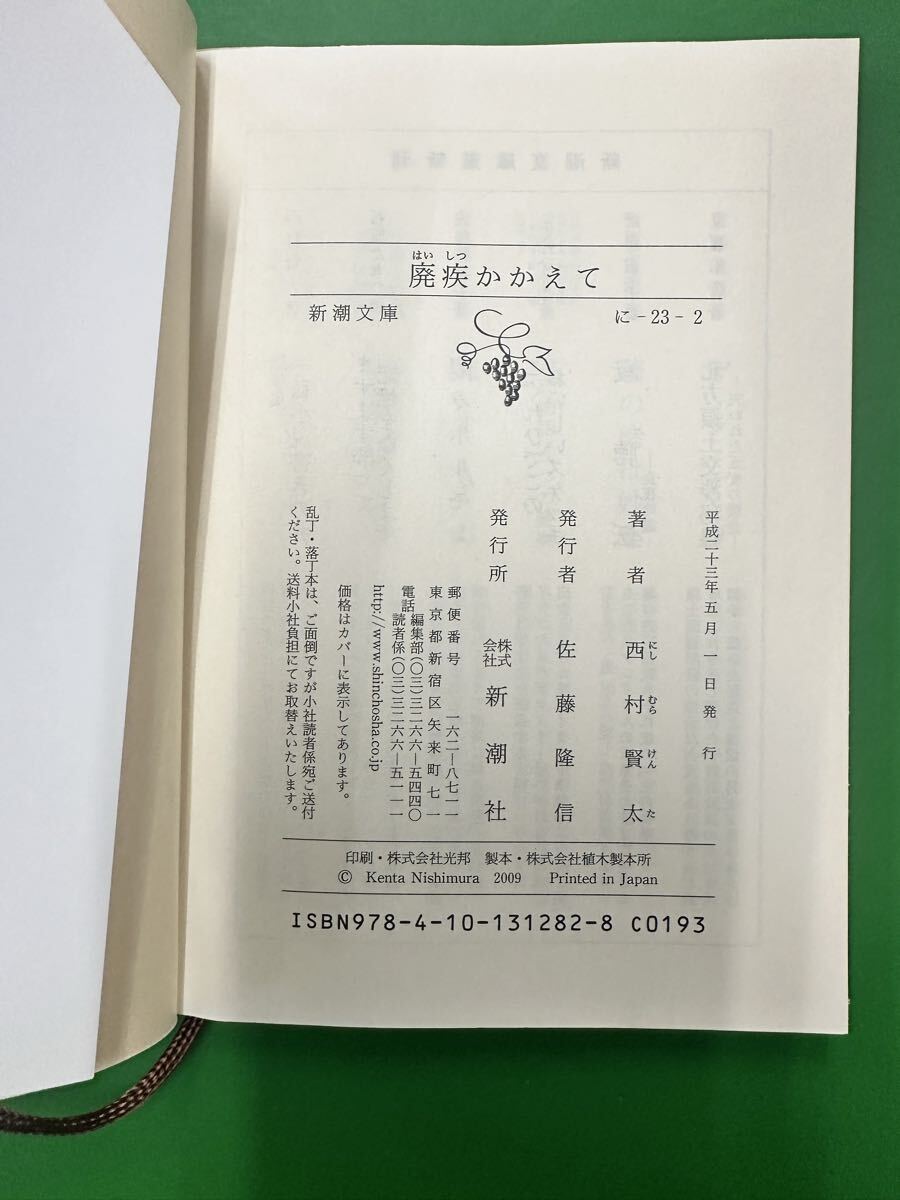 廃疾かかえて
はい しつ
新潮文庫
に-23-2
平成二十三年五月一日発行
著者 西村賢太
にし むら けん た
発行者 佐藤隆信
発行所 株式会社 新潮社
郵便番号 一六二―八七一一
東京都新宿区矢来町七一
電話 編集部(〇三)三二六六―五四四〇
読者係(〇三)三二六六―五一一一
http://www.shinchosha.co.jp
価格はカバーに表示してあります。
乱丁・落丁本は、ご面倒ですが小社読者係宛ご送付
ください。送料小社負担にてお取替えいたします。
印刷・株式会社光邦 製本・株式会社植木製本所
© Kenta Nishimura 2009 Printed in Japan
ISBN978-4-10-131282-8 C0193